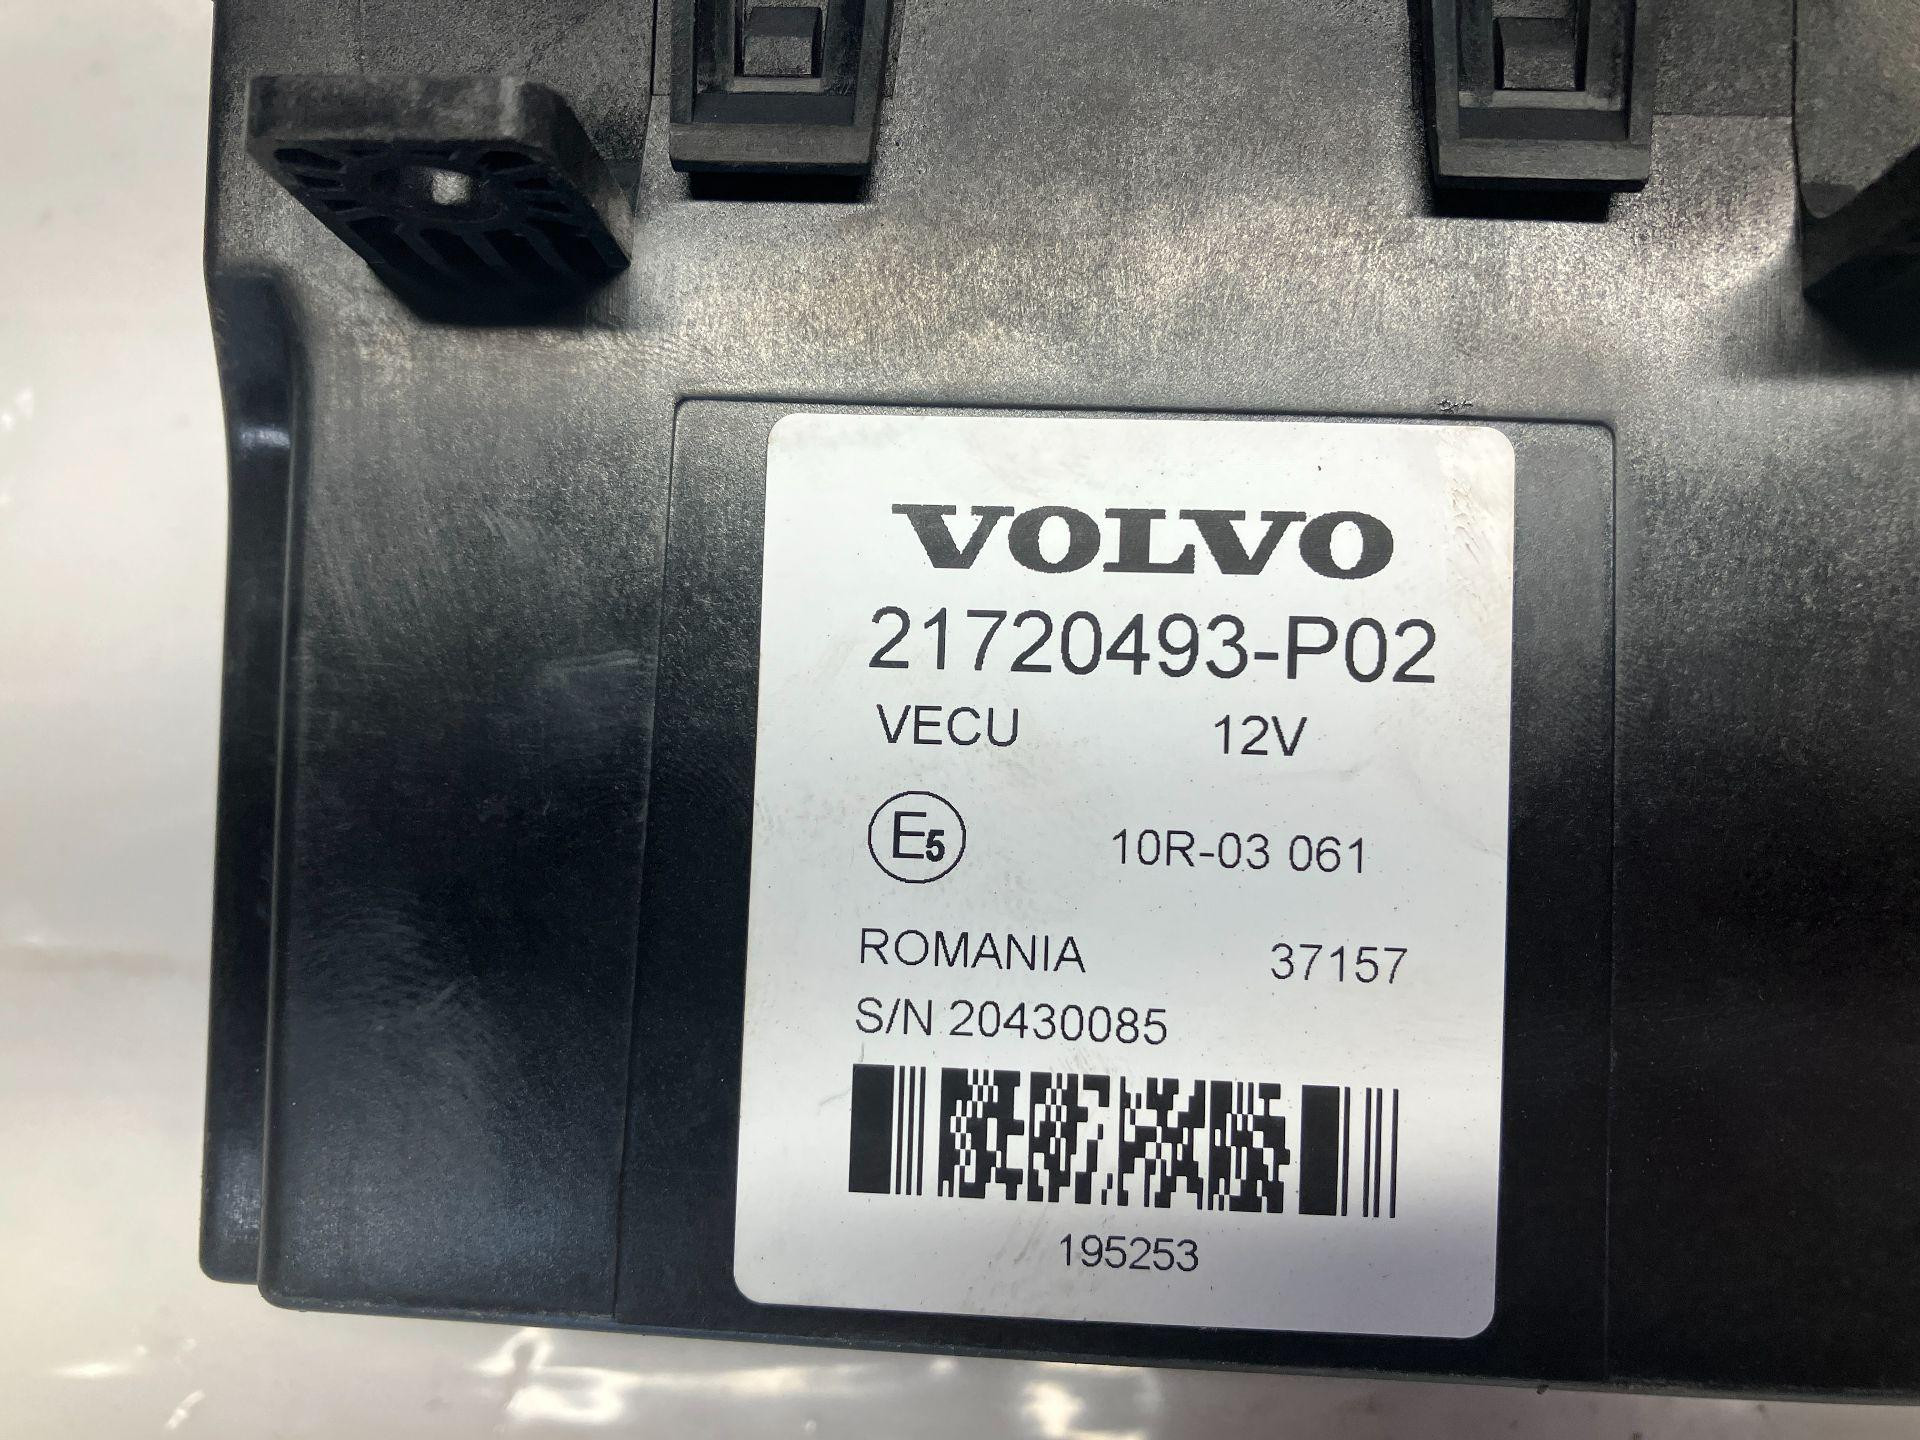 VOLVO
21720493-P02
VECU 12V
E5 10R-03 061
ROMANIA 37157
S/N 20430085
195253